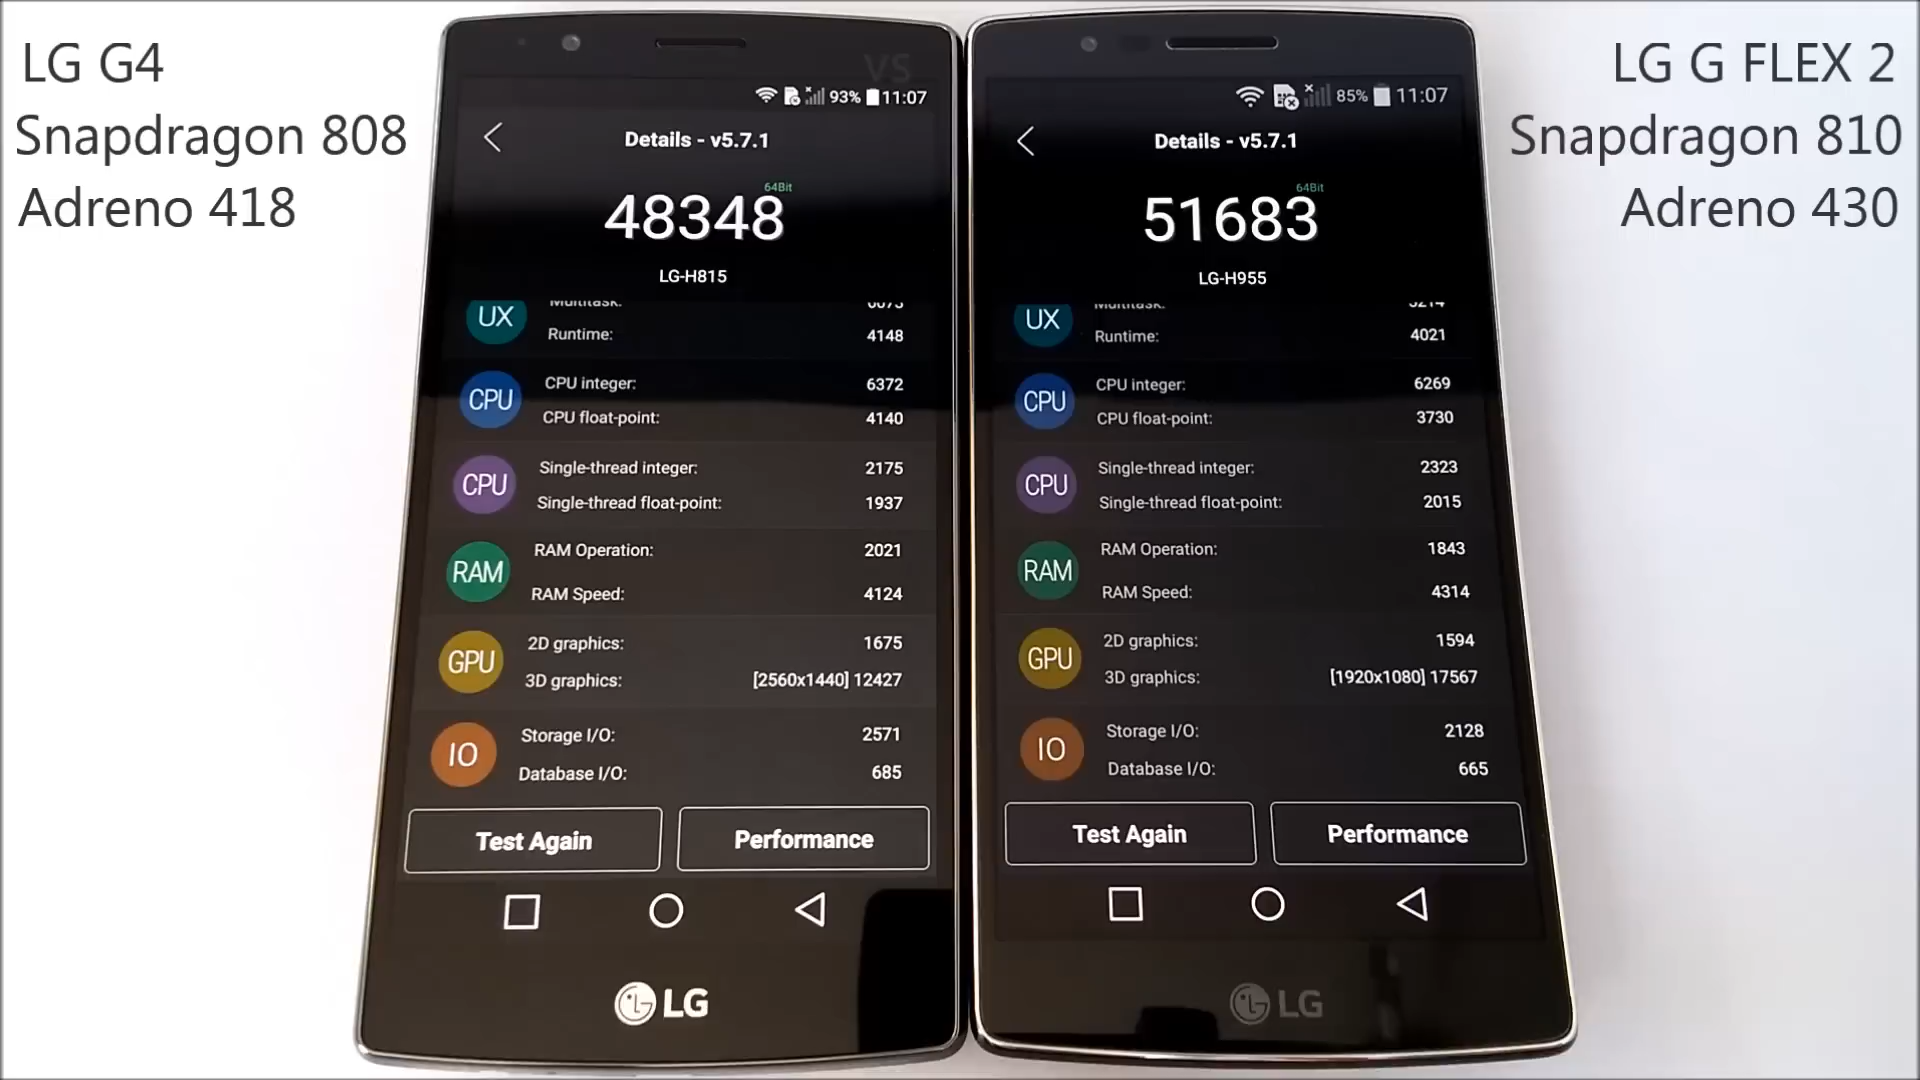 LG G4
Snapdragon 808
Adreno 418
LG G FLEX 2
Snapdragon 810
Adreno 430
VS
93% 11:07
Details - v5.7.1
64Bit
48348
LG-H815
UX
Multitask:
Runtime: 4148
CPU
CPU integer: 6372
CPU float-point: 4140
CPU
Single-thread integer: 2175
Single-thread float-point: 1937
RAM
RAM Operation: 2021
RAM Speed: 4124
GPU
2D graphics: 1675
3D graphics: [2560x1440] 12427
IO
Storage I/O: 2571
Database I/O: 685
Test Again Performance
LG
85% 11:07
Details - v5.7.1
64Bit
51683
LG-H955
UX
Multitask:
Runtime: 4021
CPU
CPU integer: 6269
CPU float-point: 3730
CPU
Single-thread integer: 2323
Single-thread float-point: 2015
RAM
RAM Operation: 1843
RAM Speed: 4314
GPU
2D graphics: 1594
3D graphics: [1920x1080] 17567
IO
Storage I/O: 2128
Database I/O: 665
Test Again Performance
LG